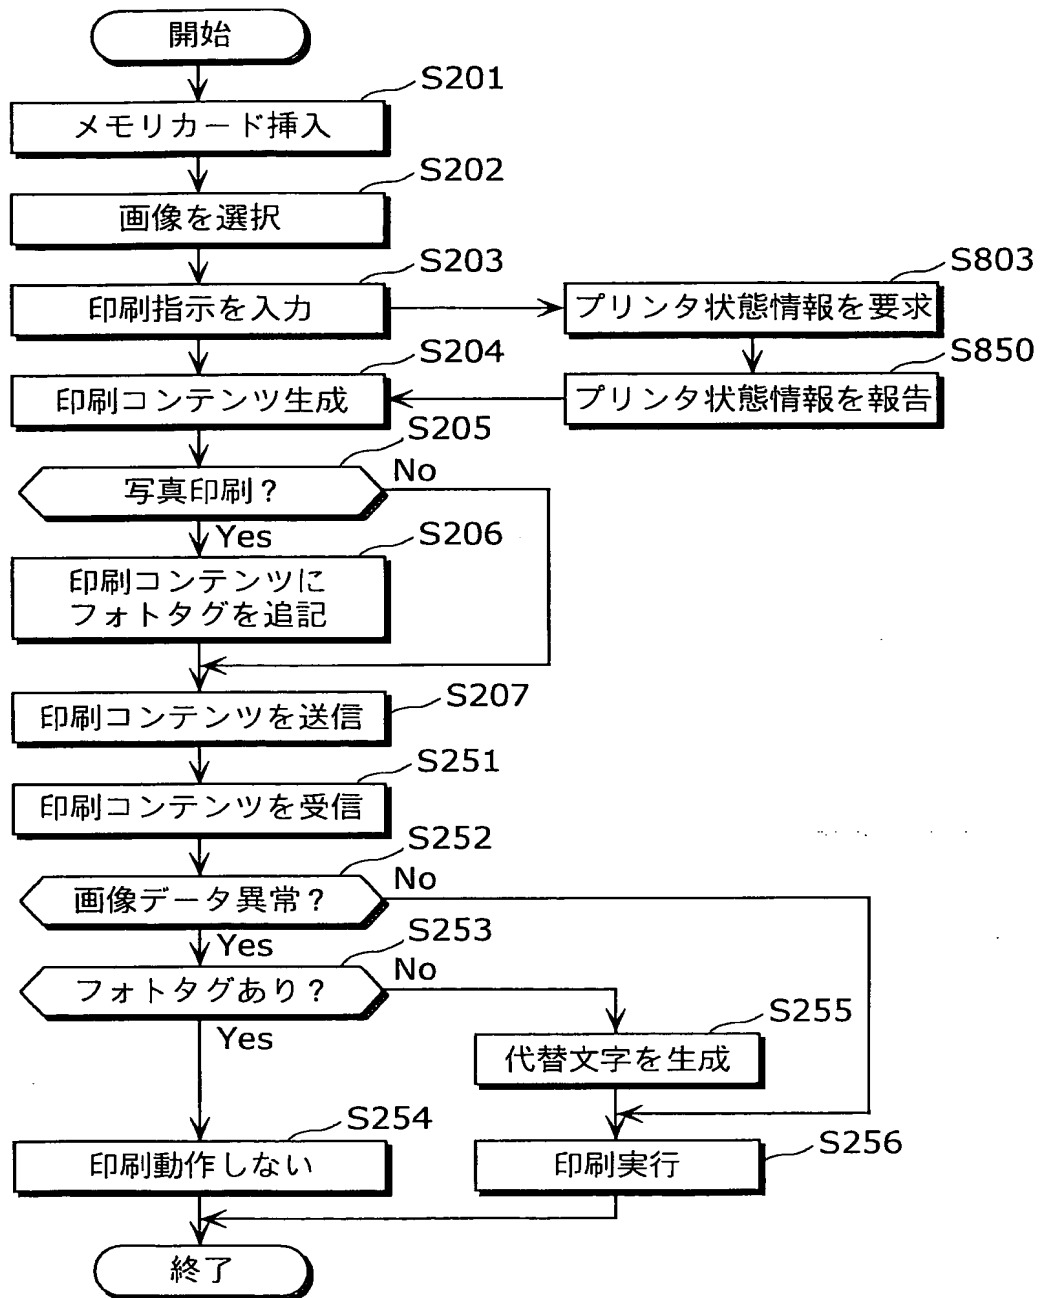 開始
S201
メモリカード挿入
S202
画像を選択
S203
印刷指示を入力
S803
プリンタ状態情報を要求
S204
印刷コンテンツ生成
S850
プリンタ状態情報を報告
S205
写真印刷?
No
Yes
S206
印刷コンテンツに
フォトタグを追記
S207
印刷コンテンツを送信
S251
印刷コンテンツを受信
S252
画像データ異常?
No
Yes
S253
フォトタグあり?
No
Yes
S255
代替文字を生成
S254
印刷動作しない
S256
印刷実行
終了